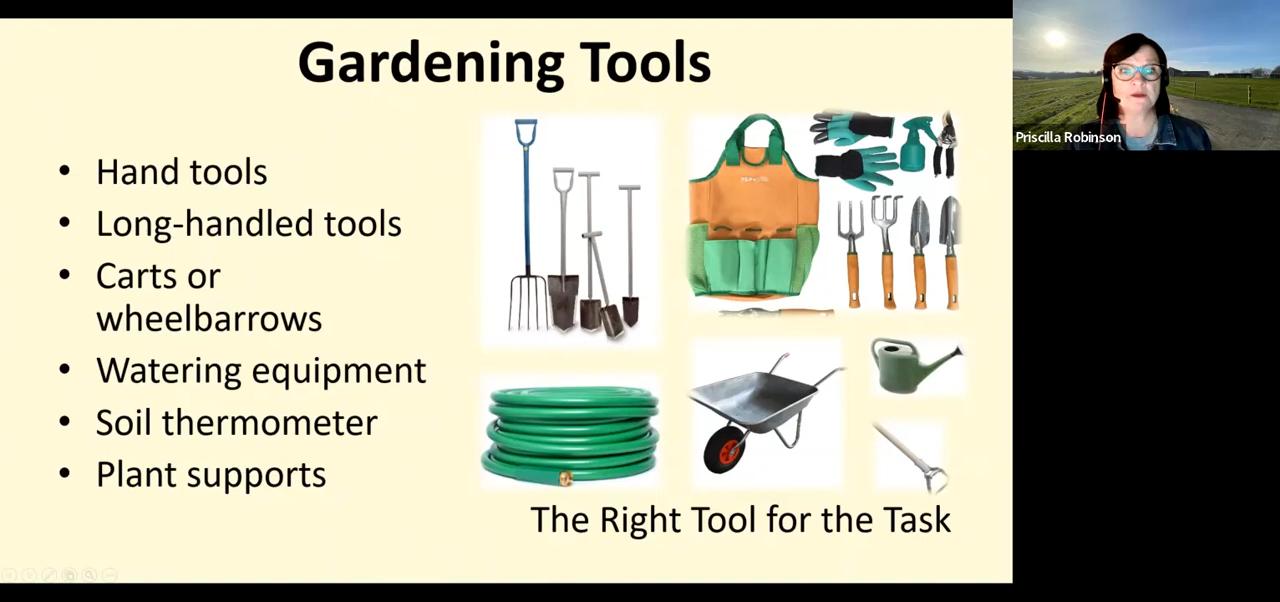 Gardening Tools
• Hand tools
• Long-handled tools
• Carts or
wheelbarrows
• Watering equipment
• Soil thermometer
• Plant supports
The Right Tool for the Task
Priscilla Robinson